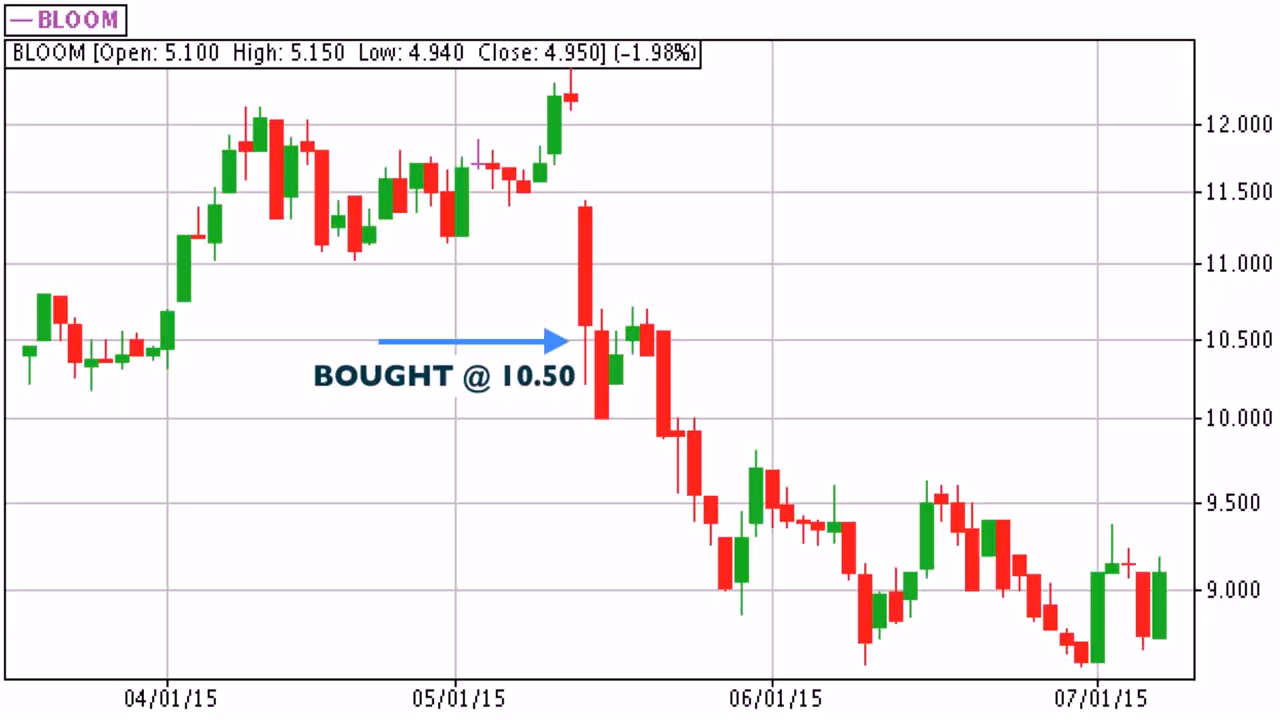 BLOOM
BLOOM [Open: 5.100 High: 5.150 Low: 4.940 Close: 4.950] (-1.98%)
12.000
11.500
11.000
10.500
BOUGHT @ 10.50
10.000
9.500
9.000
04/01/15 05/01/15 06/01/15 07/01/15